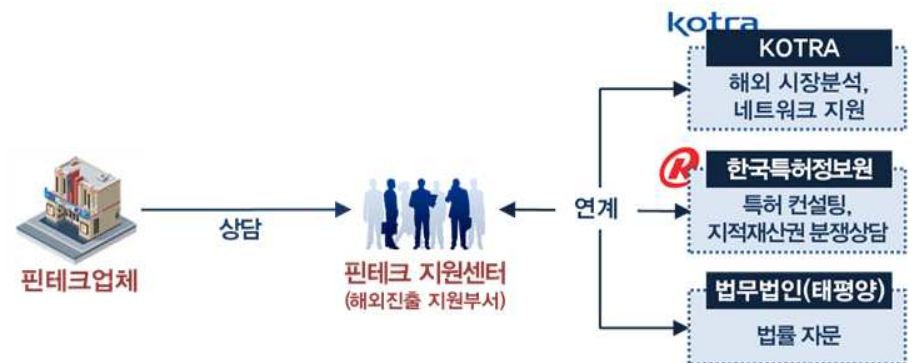 kotra
KOTRA
해외 시장분석,
네트워크 지원
핀테크업체
상담
핀테크 지원센터
(해외진출 지원부서)
연계
한국특허정보원
특허 컨설팅,
지적재산권 분쟁상담
법무법인(태평양)
법률 자문